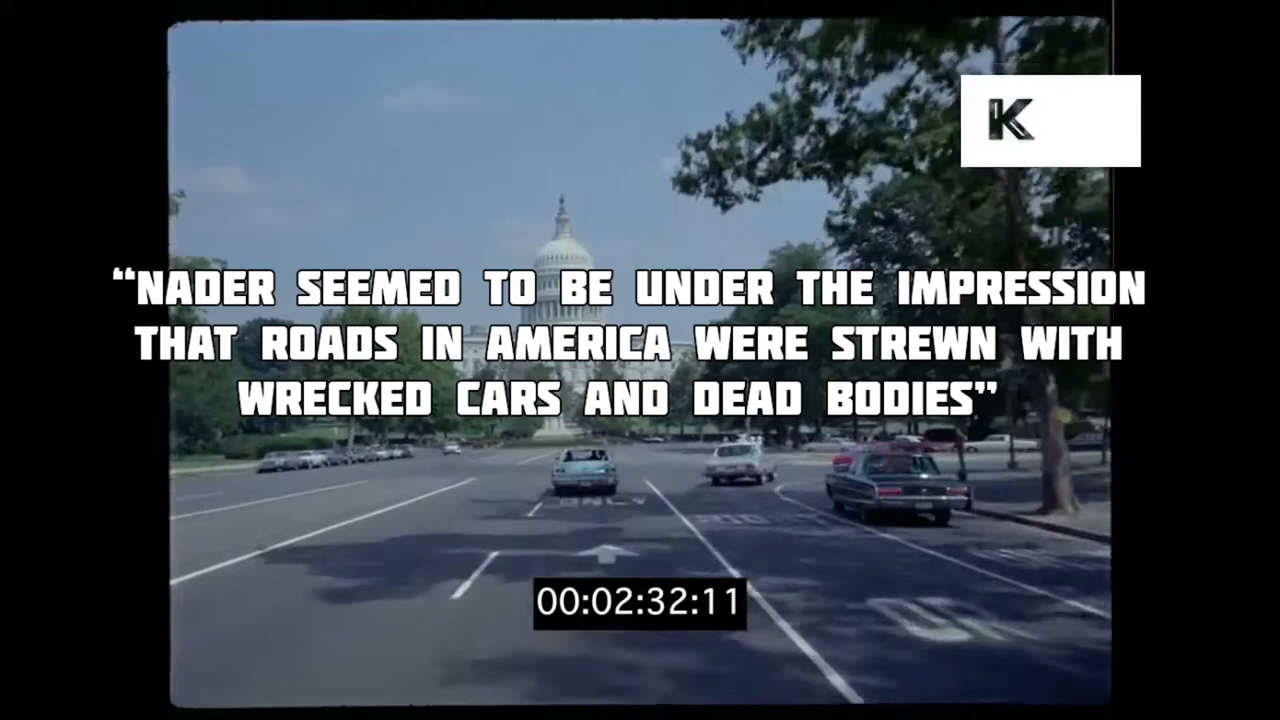 K
“NADER SEEMED TO BE UNDER THE IMPRESSION
THAT ROADS IN AMERICA WERE STREWN WITH
WRECKED CARS AND DEAD BODIES”
ONLY
00:02:32:11